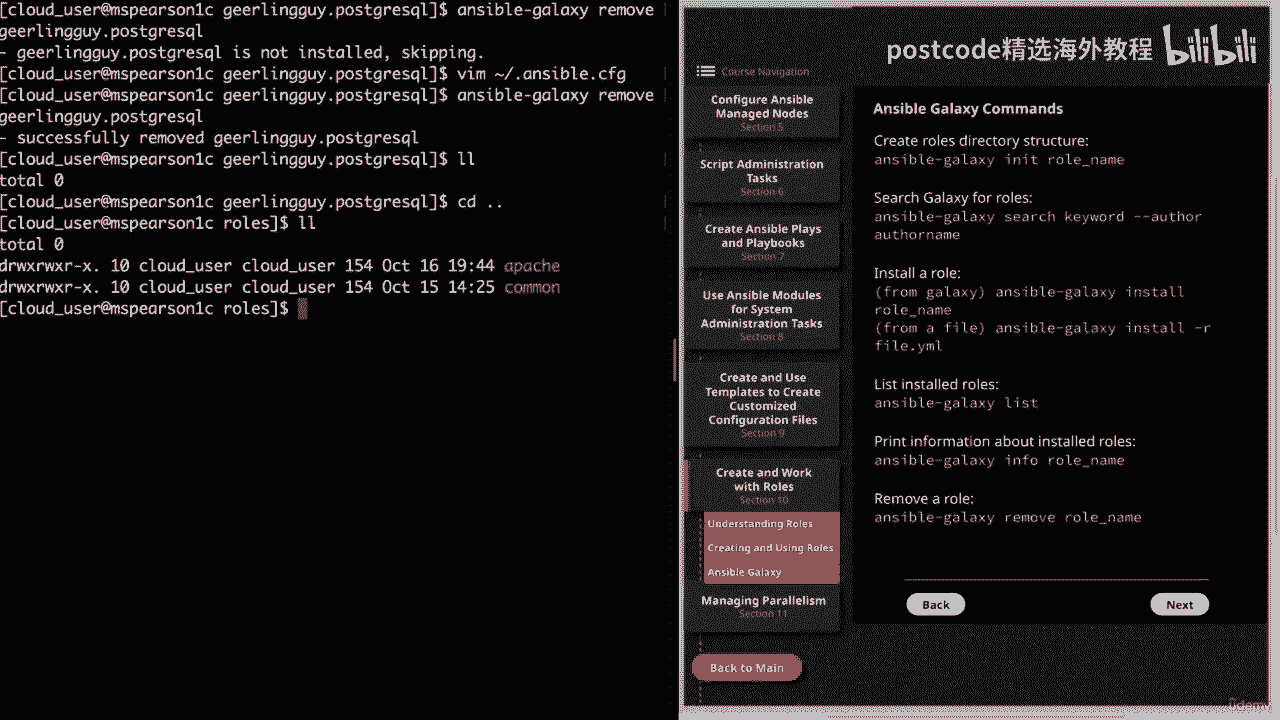 [cloud_user@mspearson1c geerlingguy.postgresql]$ ansible-galaxy remove
geerlingguy.postgresql
- geerlingguy.postgresql is not installed, skipping.
[cloud_user@mspearson1c geerlingguy.postgresql]$ vim ~/.ansible.cfg
[cloud_user@mspearson1c geerlingguy.postgresql]$ ansible-galaxy remove
geerlingguy.postgresql
- successfully removed geerlingguy.postgresql
[cloud_user@mspearson1c geerlingguy.postgresql]$ ll
total 0
[cloud_user@mspearson1c geerlingguy.postgresql]$ cd ..
[cloud_user@mspearson1c roles]$ ll
total 0
drwxrwxr-x. 10 cloud_user cloud_user 154 Oct 16 19:44 apache
drwxrwxr-x. 10 cloud_user cloud_user 154 Oct 15 14:25 common
[cloud_user@mspearson1c roles]$
postcode精选海外教程 bilibili
Course Navigation
Configure Ansible
Managed Nodes
Section 5
Script Administration
Tasks
Section 6
Create Ansible Plays
and Playbooks
Section 7
Use Ansible Modules
for System
Administration Tasks
Section 8
Create and Use
Templates to Create
Customized
Configuration Files
Section 9
Create and Work
with Roles
Section 10
Understanding Roles
Creating and Using Roles
Ansible Galaxy
Managing Parallelism
Section 11
Back to Main
Ansible Galaxy Commands
Create roles directory structure:
ansible-galaxy init role_name
Search Galaxy for roles:
ansible-galaxy search keyword --author
authorname
Install a role:
(from galaxy) ansible-galaxy install
role_name
(from a file) ansible-galaxy install -r
file.yml
List installed roles:
ansible-galaxy list
Print information about installed roles:
ansible-galaxy info role_name
Remove a role:
ansible-galaxy remove role_name
Back
Next
ûdemy